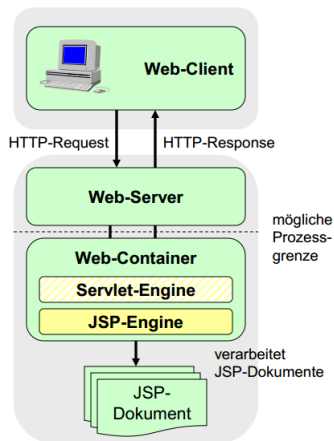 Web-Client
HTTP-Request
HTTP-Response
Web-Server
mögliche
Prozess-
grenze
Web-Container
Servlet-Engine
JSP-Engine
verarbeitet
JSP-Dokumente
JSP-
Dokument